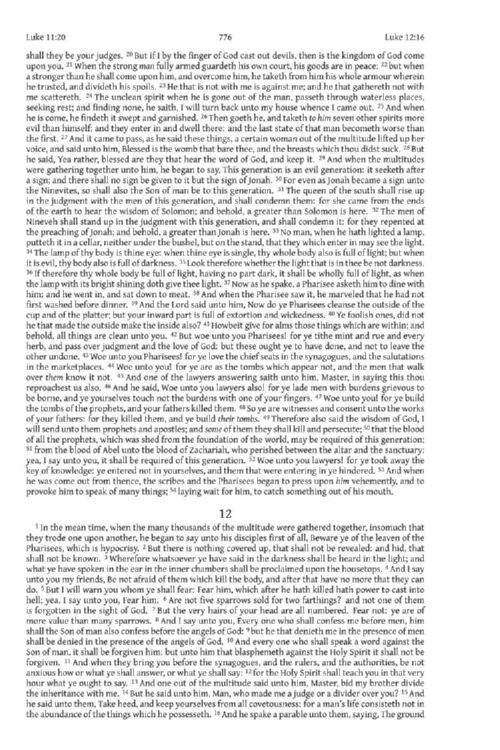 Luke 11:20 776 Luke 12:16
shall they be your judges. 20 But if I by the finger of God cast out devils, then is the kingdom of God come
upon you. 21 When the strong man fully armed guardeth his own court, his goods are in peace: 22 but when
a stronger than he shall come upon him, and overcome him, he taketh from him his whole armour wherein
he trusted, and divideth his spoils. 23 He that is not with me is against me; and he that gathereth not with
me scattereth. 24 The unclean spirit when he is gone out of the man, passeth through waterless places,
seeking rest; and finding none, he saith, I will turn back unto my house whence I came out. 25 And when
he is come, he findeth it swept and garnished. 26 Then goeth he, and taketh to him seven other spirits more
evil than himself; and they enter in and dwell there: and the last state of that man becometh worse than
the first. 27 And it came to pass, as he said these things, a certain woman out of the multitude lifted up her
voice, and said unto him, Blessed is the womb that bare thee, and the breasts which thou didst suck. 28 But
he said, Yea rather, blessed are they that hear the word of God, and keep it. 29 And when the multitudes
were gathering together unto him, he began to say, This generation is an evil generation: it seeketh after
a sign; and there shall no sign be given to it but the sign of Jonah. 30 For even as Jonah became a sign unto
the Ninevites, so shall also the Son of man be to this generation. 31 The queen of the south shall rise up
in the judgment with the men of this generation, and shall condemn them: for she came from the ends
of the earth to hear the wisdom of Solomon; and behold, a greater than Solomon is here. 32 The men of
Nineveh shall stand up in the judgment with this generation, and shall condemn it: for they repented at
the preaching of Jonah; and behold, a greater than Jonah is here. 33 No man, when he hath lighted a lamp,
putteth it in a cellar, neither under the bushel, but on the stand, that they which enter in may see the light.
34 The lamp of thy body is thine eye: when thine eye is single, thy whole body also is full of light; but when
it is evil, thy body also is full of darkness. 35 Look therefore whether the light that is in thee be not darkness.
36 If therefore thy whole body be full of light, having no part dark, it shall be wholly full of light, as when
the lamp with its bright shining doth give thee light. 37 Now as he spake, a Pharisee asketh him to dine with
him: and he went in, and sat down to meat. 38 And when the Pharisee saw it, he marveled that he had not
first washed before dinner. 39 And the Lord said unto him, Now do ye Pharisees cleanse the outside of the
cup and of the platter; but your inward part is full of extortion and wickedness. 40 Ye foolish ones, did not
he that made the outside make the inside also? 41 Howbeit give for alms those things which are within; and
behold, all things are clean unto you. 42 But woe unto you Pharisees! for ye tithe mint and rue and every
herb, and pass over judgment and the love of God: but these ought ye to have done, and not to leave the
other undone. 43 Woe unto you Pharisees! for ye love the chief seats in the synagogues, and the salutations
in the marketplaces. 44 Woe unto you! for ye are as the tombs which appear not, and the men that walk
over them know it not. 45 And one of the lawyers answering saith unto him, Master, in saying this thou
reproachest us also. 46 And he said, Woe unto you lawyers also! for ye lade men with burdens grievous to
be borne, and ye yourselves touch not the burdens with one of your fingers. 47 Woe unto you! for ye build
the tombs of the prophets, and your fathers killed them. 48 So ye are witnesses and consent unto the works
of your fathers: for they killed them, and ye build their tombs. 49 Therefore also said the wisdom of God, I
will send unto them prophets and apostles; and some of them they shall kill and persecute; 50 that the blood
of all the prophets, which was shed from the foundation of the world, may be required of this generation;
51 from the blood of Abel unto the blood of Zachariah, who perished between the altar and the sanctuary:
yea, I say unto you, it shall be required of this generation. 52 Woe unto you lawyers! for ye took away the
key of knowledge: ye entered not in yourselves, and them that were entering in ye hindered. 53 And when
he was come out from thence, the scribes and the Pharisees began to press upon him vehemently, and to
provoke him to speak of many things; 54 laying wait for him, to catch something out of his mouth.
12
1 In the mean time, when the many thousands of the multitude were gathered together, insomuch that
they trode one upon another, he began to say unto his disciples first of all, Beware ye of the leaven of the
Pharisees, which is hypocrisy. 2 But there is nothing covered up, that shall not be revealed: and hid, that
shall not be known. 3 Wherefore whatsoever ye have said in the darkness shall be heard in the light; and
what ye have spoken in the ear in the inner chambers shall be proclaimed upon the housetops. 4 And I say
unto you my friends, Be not afraid of them which kill the body, and after that have no more that they can
do. 5 But I will warn you whom ye shall fear: Fear him, which after he hath killed hath power to cast into
hell; yea, I say unto you, Fear him. 6 Are not five sparrows sold for two farthings? and not one of them
is forgotten in the sight of God. 7 But the very hairs of your head are all numbered. Fear not: ye are of
more value than many sparrows. 8 And I say unto you, Every one who shall confess me before men, him
shall the Son of man also confess before the angels of God: 9 but he that denieth me in the presence of men
shall be denied in the presence of the angels of God. 10 And every one who shall speak a word against the
Son of man, it shall be forgiven him: but unto him that blasphemeth against the Holy Spirit it shall not be
forgiven. 11 And when they bring you before the synagogues, and the rulers, and the authorities, be not
anxious how or what ye shall answer, or what ye shall say: 12 for the Holy Spirit shall teach you in that very
hour what ye ought to say. 13 And one out of the multitude said unto him, Master, bid my brother divide
the inheritance with me. 14 But he said unto him, Man, who made me a judge or a divider over you? 15 And
he said unto them, Take heed, and keep yourselves from all covetousness: for a man's life consisteth not in
the abundance of the things which he possesseth. 16 And he spake a parable unto them, saying, The ground